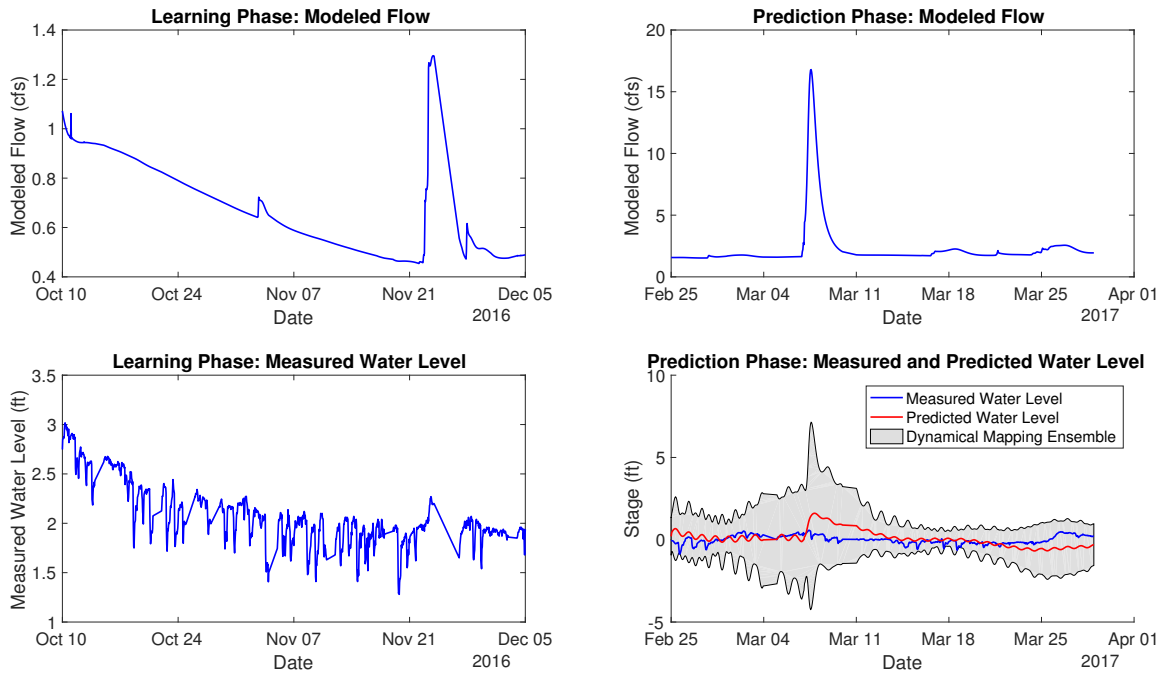 Learning Phase: Modeled Flow
Modeled Flow (cfs)
1.4
1.2
1
0.8
0.6
0.4
Oct 10
Oct 24
Nov 07
Nov 21
Dec 05
Date
2016
Prediction Phase: Modeled Flow
Modeled Flow (cfs)
20
15
10
5
0
Feb 25
Mar 04
Mar 11
Mar 18
Mar 25
Apr 01
Date
2017
Learning Phase: Measured Water Level
Measured Water Level (ft)
3.5
3
2.5
2
1.5
1
Oct 10
Oct 24
Nov 07
Nov 21
Dec 05
Date
2016
Prediction Phase: Measured and Predicted Water Level
Stage (ft)
10
5
0
-5
Measured Water Level
Predicted Water Level
Dynamical Mapping Ensemble
Feb 25
Mar 04
Mar 11
Mar 18
Mar 25
Apr 01
Date
2017